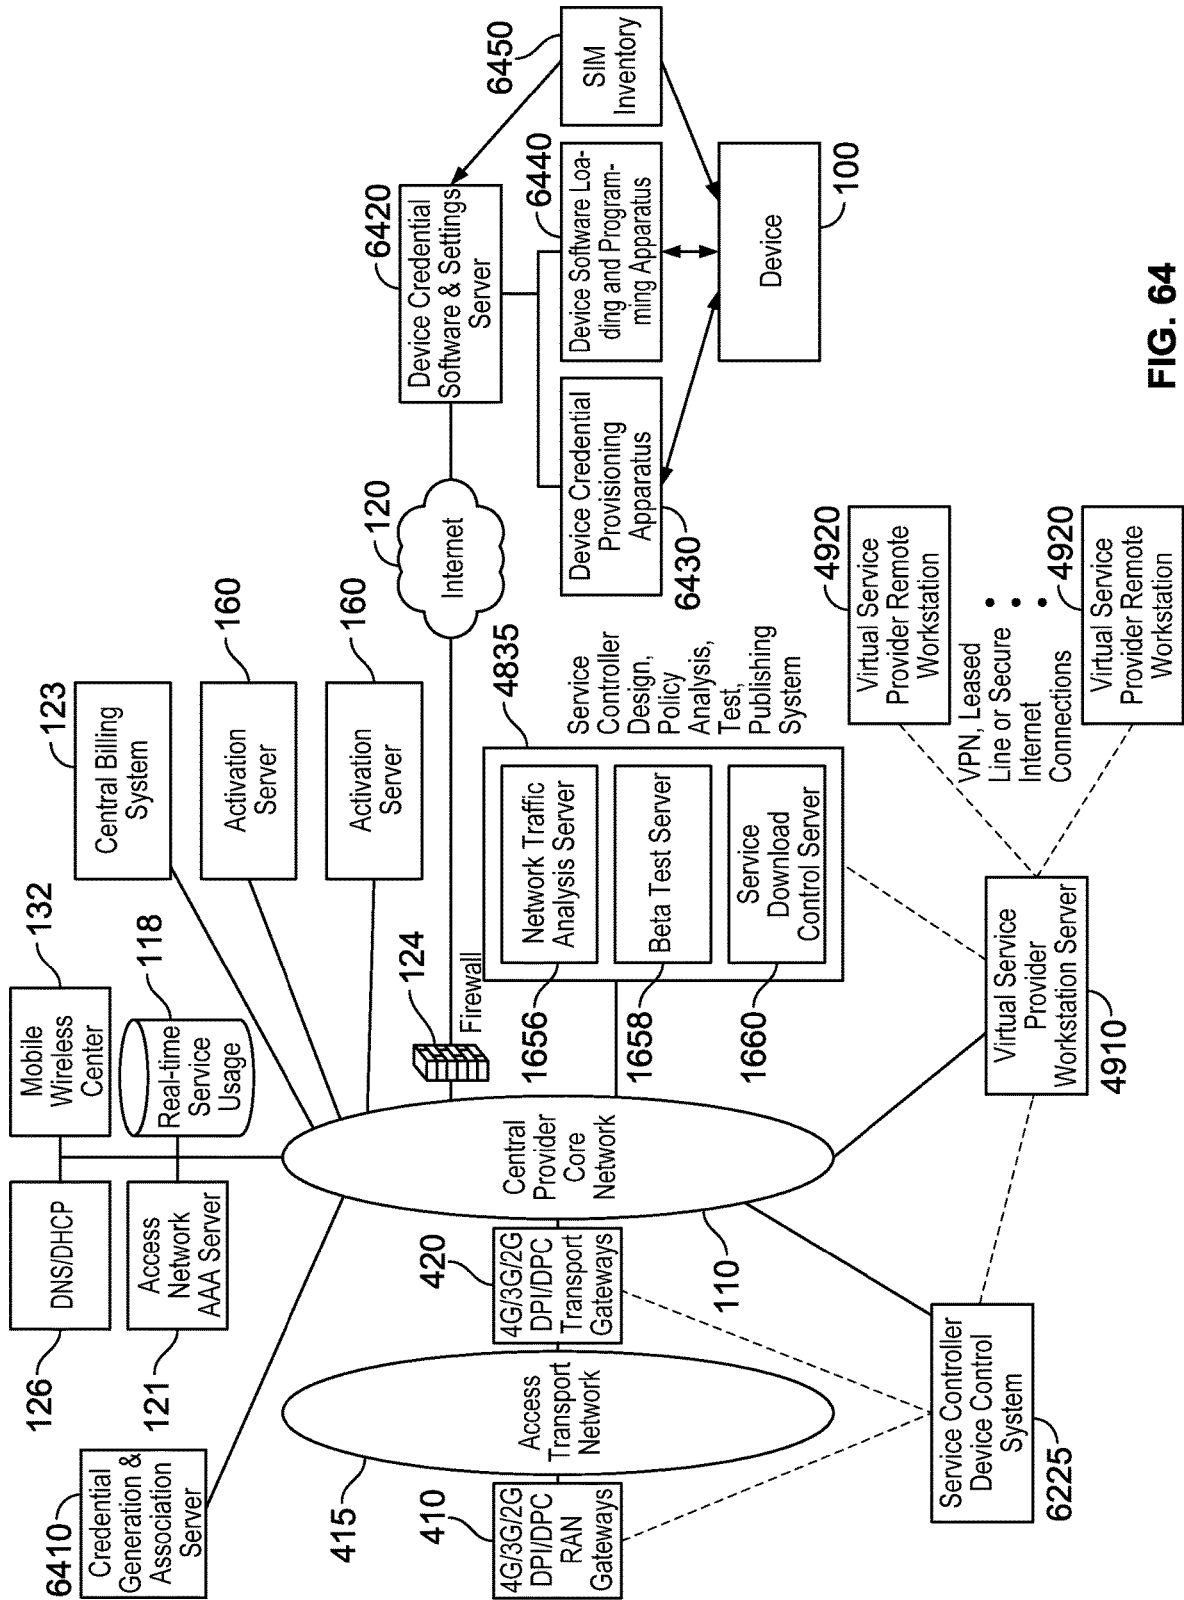 6410
Credential
Generation &
Association
Server
126
DNS/DHCP
132
Mobile
Wireless
Center
121
Access
Network
AAA Server
118
Real-time
Service
Usage
123
Central Billing
System
160
Activation
Server
160
Activation
Server
415
Access
Transport
Network
410
4G/3G/2G
DPI/DPC
RAN
Gateways
420
4G/3G/2G
DPI/DPC
Transport
Gateways
110
Central
Provider
Core
Network
124
Firewall
120
Internet
6420
Device Credential
Software & Settings
Server
6450
SIM
Inventory
6430
Device Credential
Provisioning
Apparatus
6440
Device Software Loa-
ding and Program-
ming Apparatus
100
Device
4835
Service
Controller
Design,
Policy
Analysis,
Test,
Publishing
System
1656
Network Traffic
Analysis Server
1658
Beta Test Server
1660
Service
Download
Control Server
6225
Service Controller
Device Control
System
4910
Virtual Service
Provider
Workstation Server
4920
Virtual Service
Provider Remote
Workstation
VPN, Leased
Line or Secure
Internet
Connections
4920
Virtual Service
Provider Remote
Workstation
FIG. 64